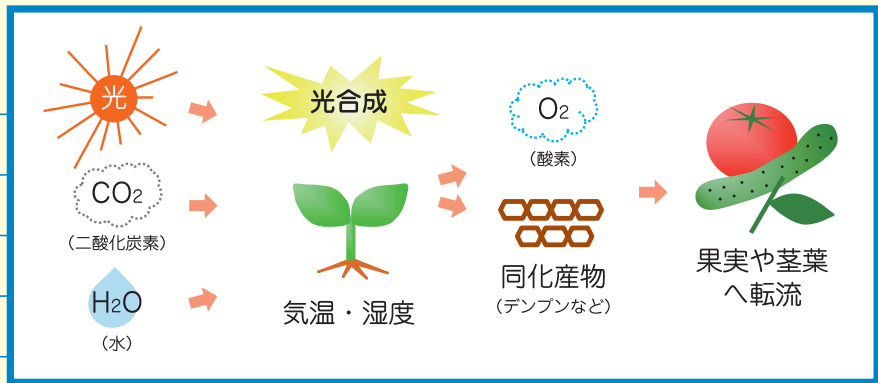 光
CO2
(二酸化炭素)
H2O
(水)
光合成
気温・湿度
O2
(酸素)
同化産物
(デンプンなど)
果実や茎葉
へ転流